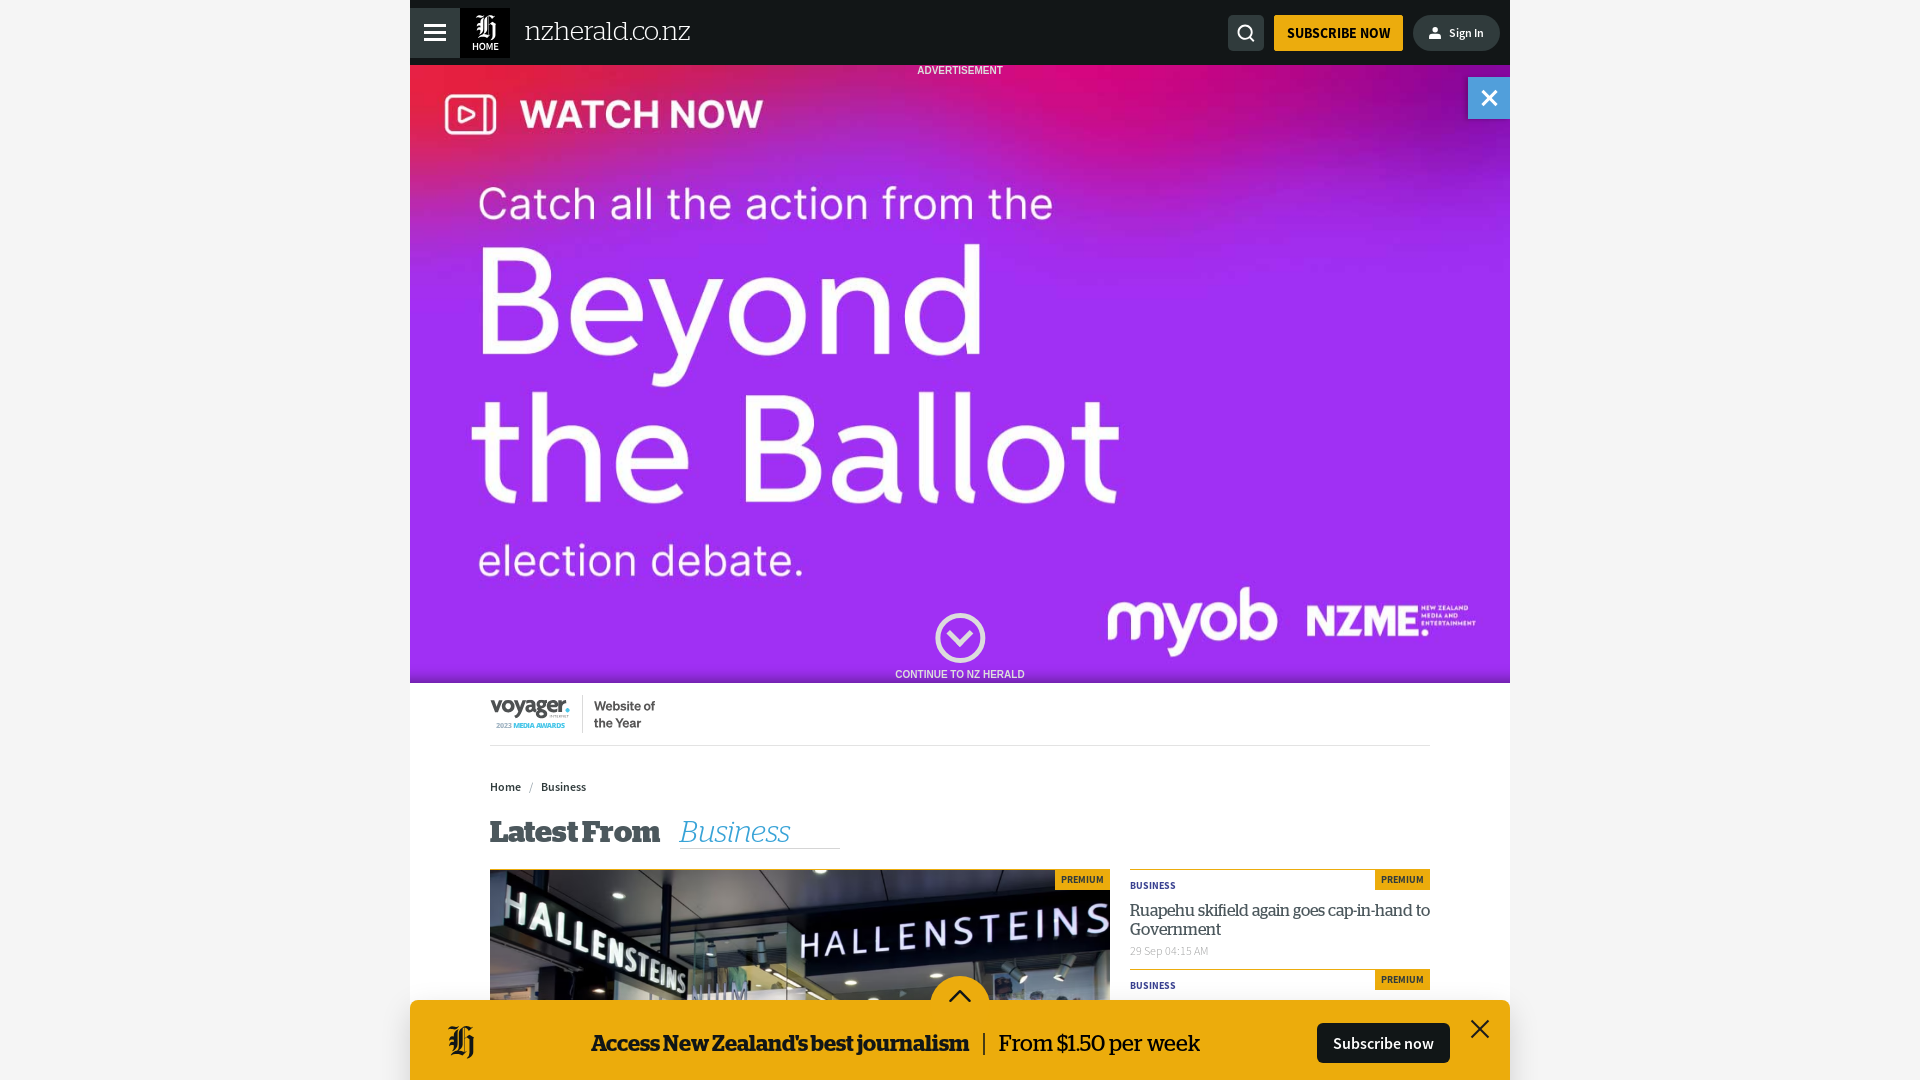 HOME
nzherald.co.nz
SUBSCRIBE NOW
Sign In
ADVERTISEMENT
WATCH NOW
Catch all the action from the
Beyond
the Ballot
election debate.
myob
NZME.
NEW ZEALAND
MEDIA AND
ENTERTAINMENT
CONTINUE TO NZ HERALD
voyager.
2023 MEDIA AWARDS
Website of
the Year
Home / Business
Latest From Business
PREMIUM
HALLENSTEINS
HALLENSTEINS
BUSINESS
PREMIUM
Ruapehu skifield again goes cap-in-hand to
Government
29 Sep 04:15 AM
BUSINESS
PREMIUM
Access New Zealand's best journalism | From $1.50 per week
Subscribe now